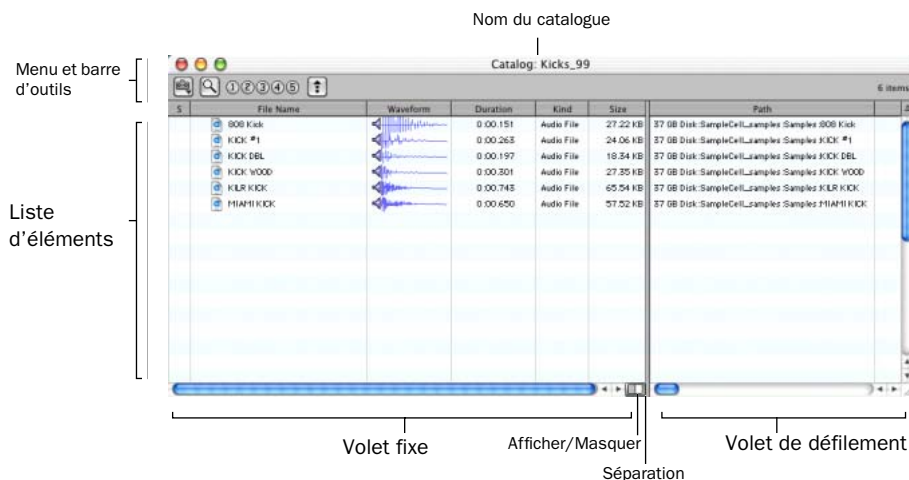 Nom du catalogue
Menu et barre
d'outils
Catalog: Kicks_99
① ② ③ ④ ⑤
6 items
S File Name Waveform Duration Kind Size Path
808 Kick 0:00.151 Audio File 27.22 KB 37 GB Disk:SampleCell_samples:Samples:808 Kick
KICK #1 0:00.263 Audio File 24.06 KB 37 GB Disk:SampleCell_samples:Samples:KICK #1
KICK DBL 0:00.197 Audio File 18.34 KB 37 GB Disk:SampleCell_samples:Samples:KICK DBL
KICK WOOD 0:00.301 Audio File 27.35 KB 37 GB Disk:SampleCell_samples:Samples:KICK WOOD
KILR KICK 0:00.743 Audio File 65.54 KB 37 GB Disk:SampleCell_samples:Samples:KILR KICK
MIAMI KICK 0:00.650 Audio File 57.52 KB 37 GB Disk:SampleCell_samples:Samples:MIAMI KICK
Liste
d'éléments
Volet fixe
Afficher/Masquer
Volet de défilement
Séparation